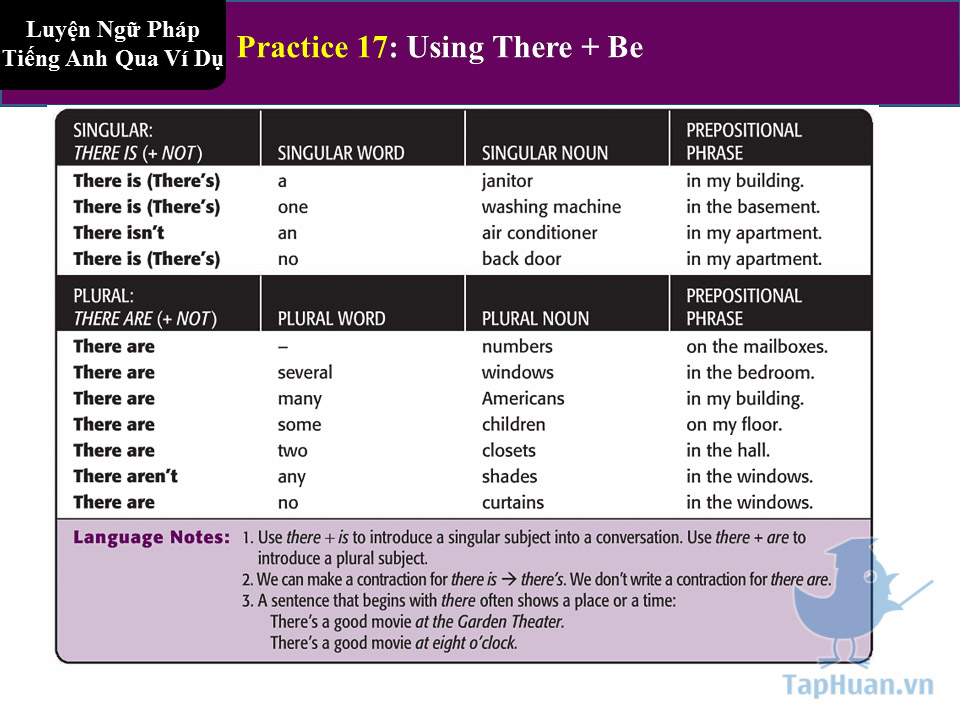 Luyện Ngữ Pháp
Tiếng Anh Qua Ví Dụ
Practice 17: Using There + Be
SINGULAR:
THERE IS (+ NOT) SINGULAR WORD SINGULAR NOUN PREPOSITIONAL PHRASE
There is (There's) a janitor in my building.
There is (There's) one washing machine in the basement.
There isn't an air conditioner in my apartment.
There is (There's) no back door in my apartment.
PLURAL:
THERE ARE (+ NOT) PLURAL WORD PLURAL NOUN PREPOSITIONAL PHRASE
There are – numbers on the mailboxes.
There are several windows in the bedroom.
There are many Americans in my building.
There are some children on my floor.
There are two closets in the hall.
There aren't any shades in the windows.
There are no curtains in the windows.
Language Notes: 1. Use there + is to introduce a singular subject into a conversation. Use there + are to
introduce a plural subject.
2. We can make a contraction for there is → there's. We don't write a contraction for there are.
3. A sentence that begins with there often shows a place or a time:
There's a good movie at the Garden Theater.
There's a good movie at eight o'clock.
TapHuan.vn